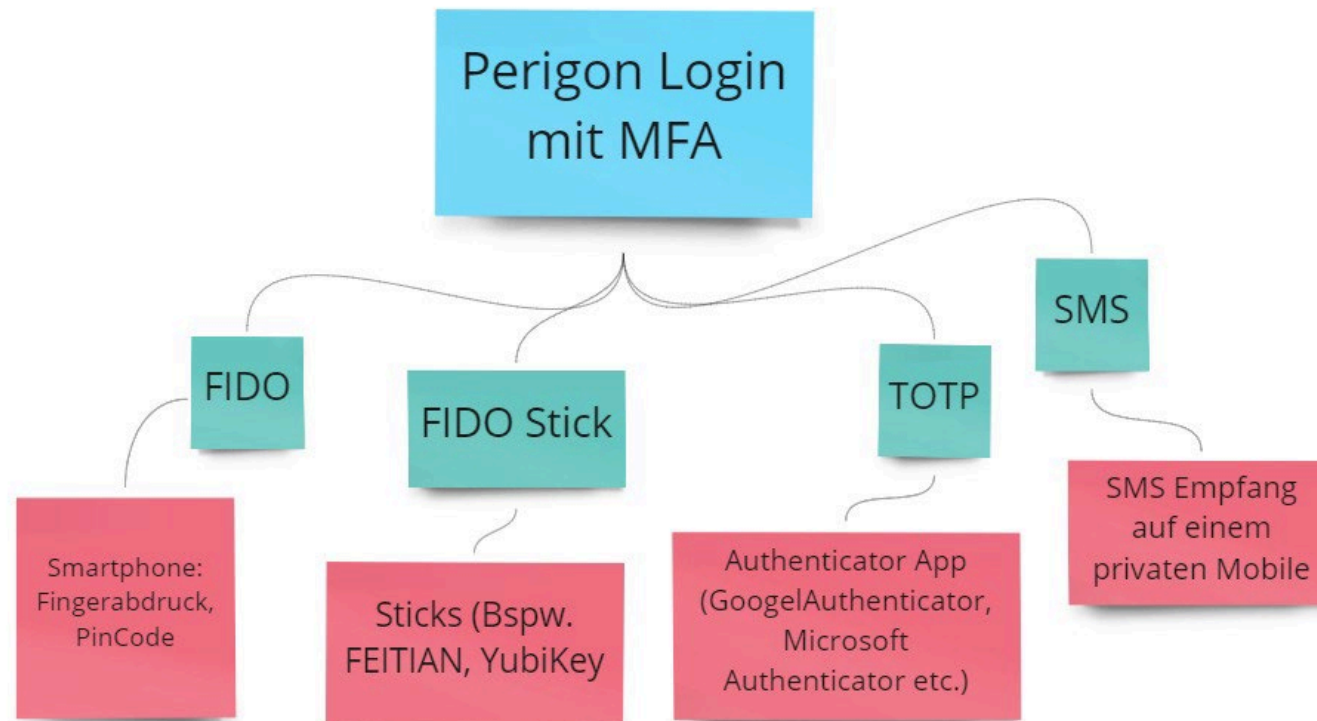 Perigon Login
mit MFA
FIDO
Smartphone:
Fingerabdruck,
PinCode
FIDO Stick
Sticks (Bspw.
FEITIAN, YubiKey
TOTP
Authenticator App
(GoogelAuthenticator,
Microsoft
Authenticator etc.)
SMS
SMS Empfang
auf einem
privaten Mobile